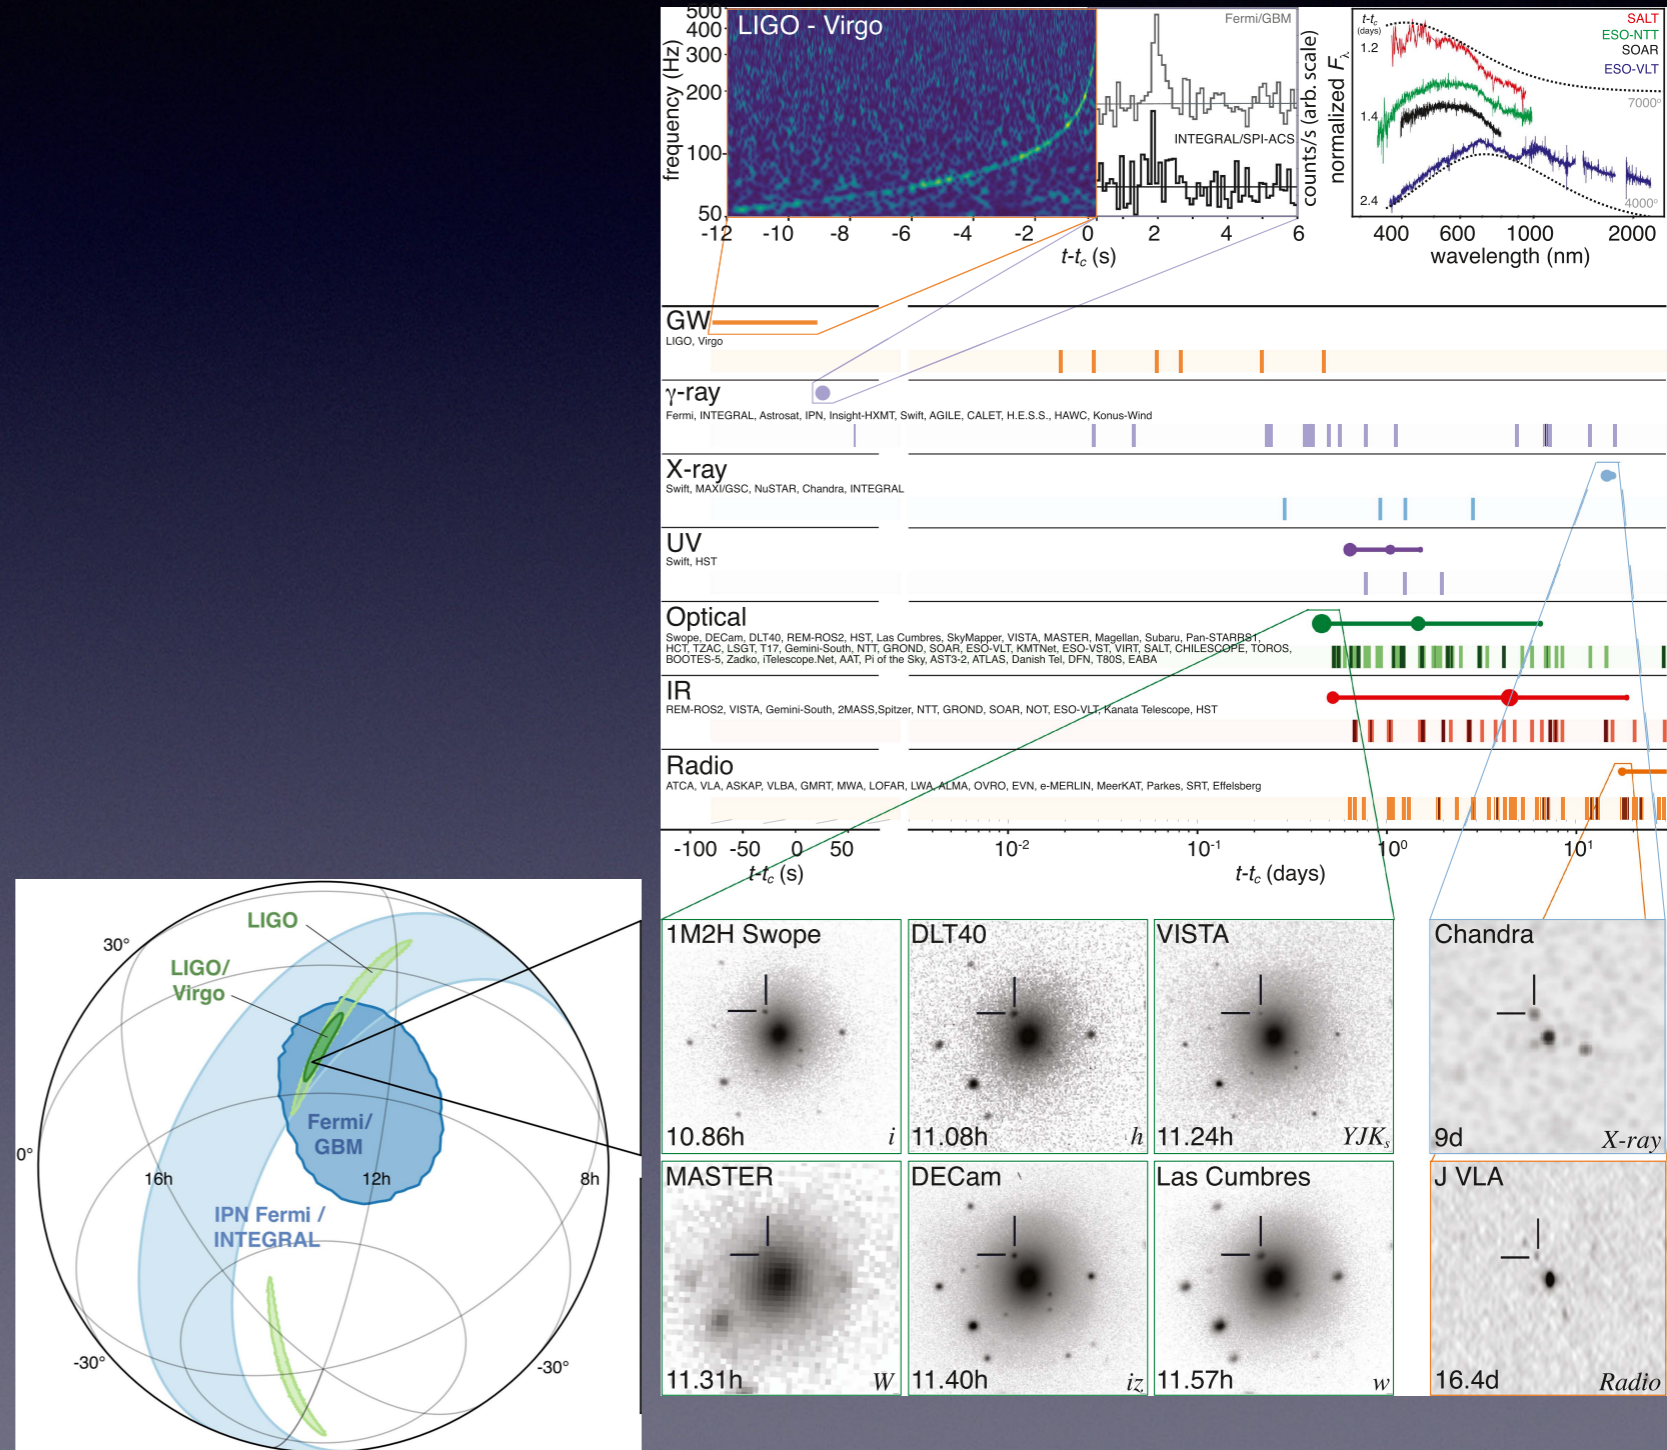 500
400
300
200
100
50
frequency (Hz)
LIGO - Virgo
Fermi/GBM
INTEGRAL/SPI-ACS
counts/s (arb. scale)
-12 -10 -8 -6 -4 -2 0 2 4 6
t-tc (s)
normalized Fλ
t-tc
(days)
1.2
1.4
2.4
SALT
ESO-NTT
SOAR
ESO-VLT
7000°
4000°
400 600 1000 2000
wavelength (nm)
GW
LIGO, Virgo
γ-ray
Fermi, INTEGRAL, Astrosat, IPN, Insight-HXMT, Swift, AGILE, CALET, H.E.S.S., HAWC, Konus-Wind
X-ray
Swift, MAXI/GSC, NuSTAR, Chandra, INTEGRAL
UV
Swift, HST
Optical
Swope, DECam, DLT40, REM-ROS2, HST, Las Cumbres, SkyMapper, VISTA, MASTER, Magellan, Subaru, Pan-STARRS1,
HCT, TZAC, LSGT, T17, Gemini-South, NTT, GROND, SOAR, ESO-VLT, KMTNet, ESO-VST, VIRT, SALT, CHILESCOPE, TOROS,
BOOTES-5, Zadko, iTelescope.Net, AAT, Pi of the Sky, AST3-2, ATLAS, Danish Tel, DFN, T80S, EABA
IR
REM-ROS2, VISTA, Gemini-South, 2MASS,Spitzer, NTT, GROND, SOAR, NOT, ESO-VLT, Kanata Telescope, HST
Radio
ATCA, VLA, ASKAP, VLBA, GMRT, MWA, LOFAR, LWA, ALMA, OVRO, EVN, e-MERLIN, MeerKAT, Parkes, SRT, Effelsberg
-100 -50 0 50 10-2 10-1 100 101
t-tc (s) t-tc (days)
LIGO
30°
LIGO/
Virgo
Fermi/
GBM
0°
16h 12h 8h
IPN Fermi /
INTEGRAL
-30° -30°
1M2H Swope
10.86h i
DLT40
11.08h h
VISTA
11.24h YJKs
Chandra
9d X-ray
MASTER
11.31h W
DECam
11.40h iz
Las Cumbres
11.57h w
J VLA
16.4d Radio